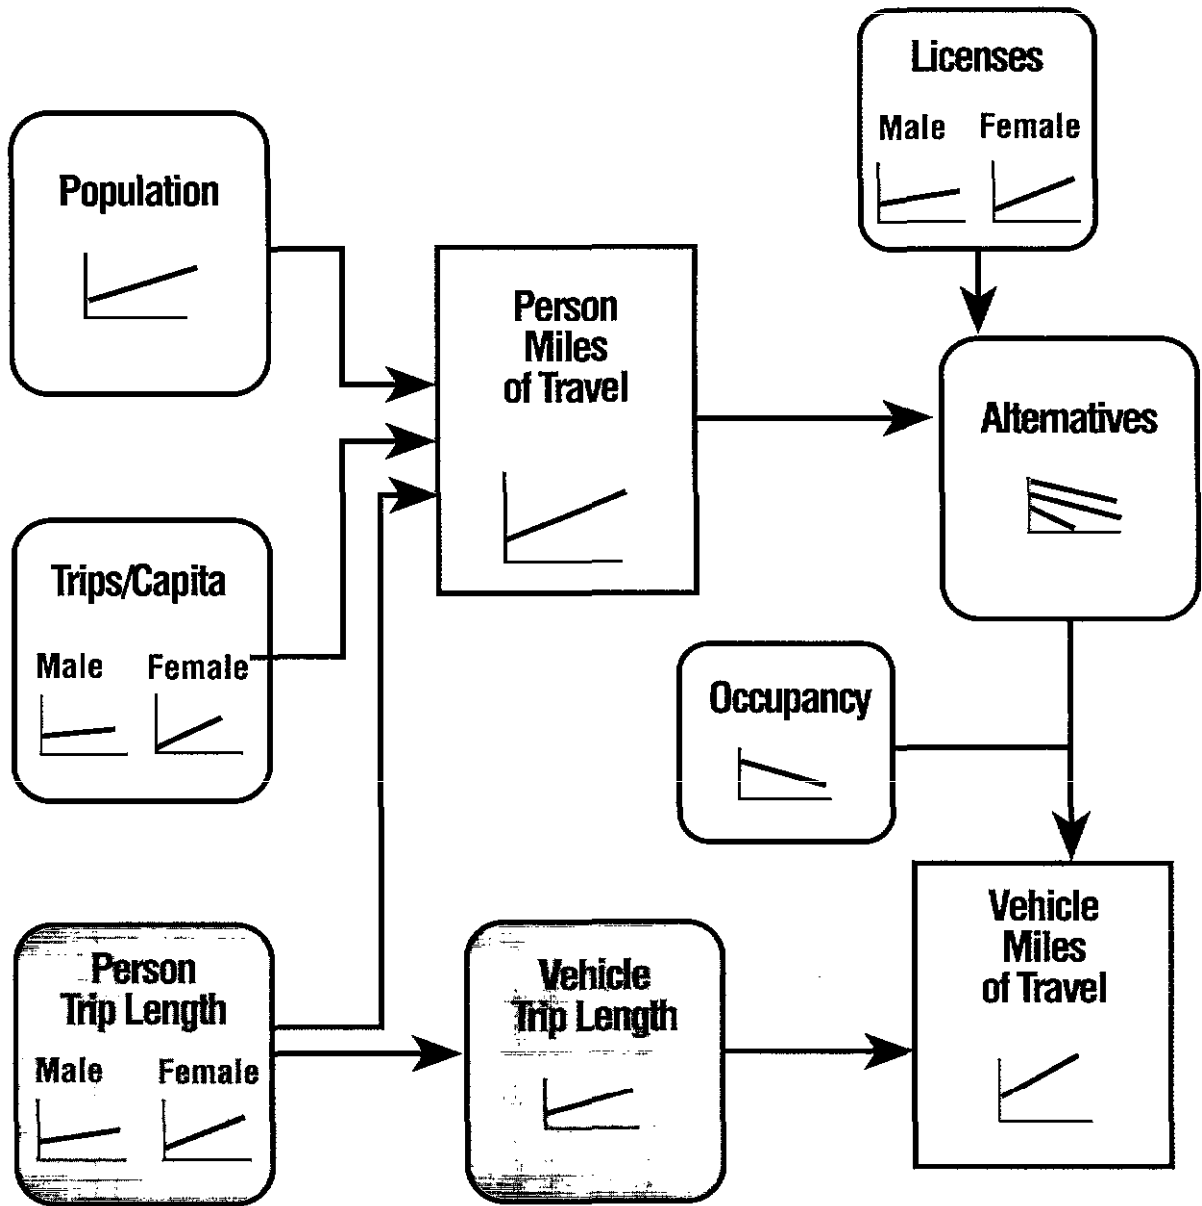 Licenses
Male Female
Population
Person
Miles
of Travel
Alternatives
Trips/Capita
Male Female
Occupancy
Vehicle
Miles
of Travel
Person
Trip Length
Male Female
Vehicle
Trip Length